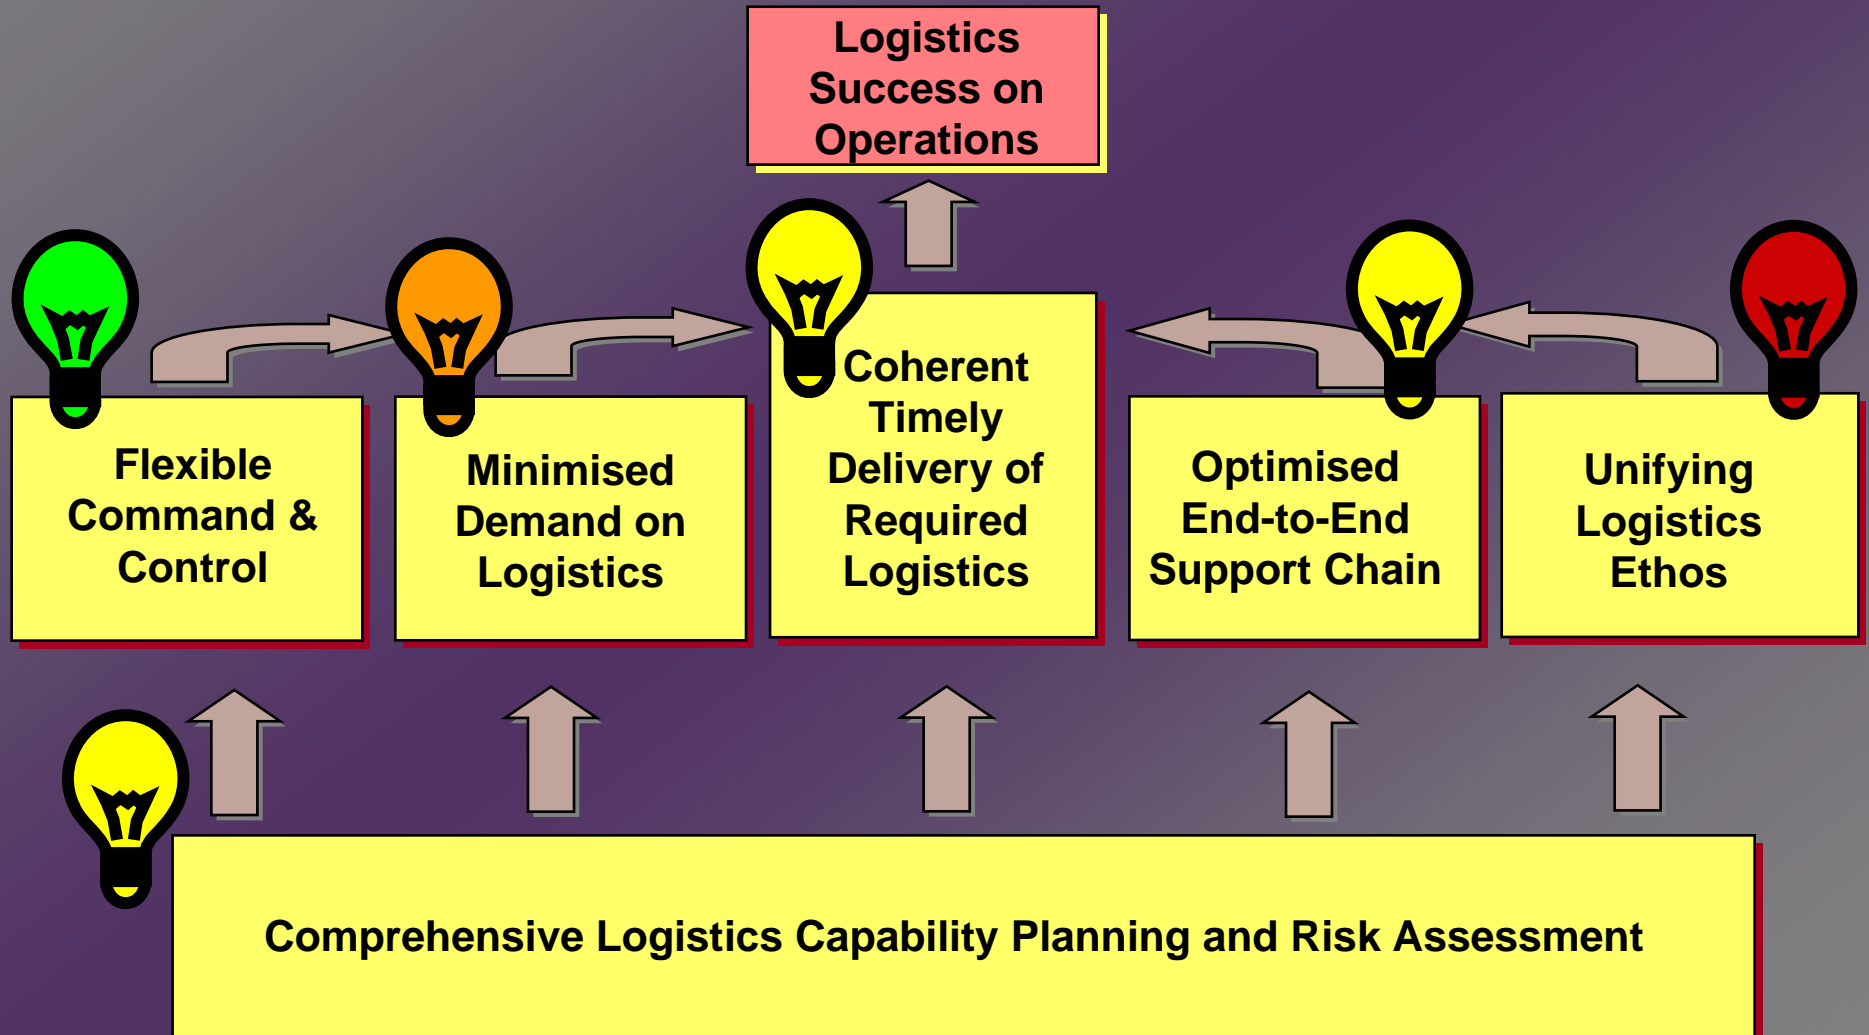 Logistics
Success on
Operations
Flexible
Command &
Control
Minimised
Demand on
Logistics
Coherent
Timely
Delivery of
Required
Logistics
Optimised
End-to-End
Support Chain
Unifying
Logistics
Ethos
Comprehensive Logistics Capability Planning and Risk Assessment